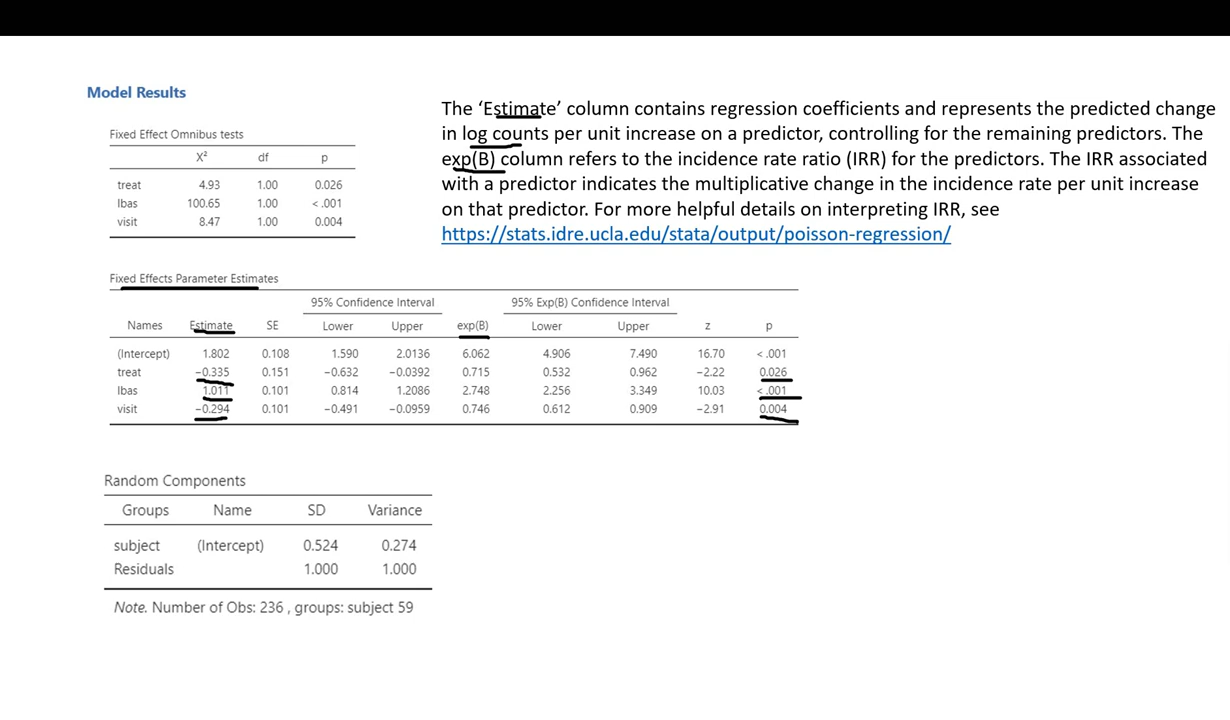 Model Results
The ‘Estimate’ column contains regression coefficients and represents the predicted change
in log counts per unit increase on a predictor, controlling for the remaining predictors. The
exp(B) column refers to the incidence rate ratio (IRR) for the predictors. The IRR associated
with a predictor indicates the multiplicative change in the incidence rate per unit increase
on that predictor. For more helpful details on interpreting IRR, see
https://stats.idre.ucla.edu/stata/output/poisson-regression/
Fixed Effect Omnibus tests
X² df p
treat 4.93 1.00 0.026
lbas 100.65 1.00 < .001
visit 8.47 1.00 0.004
Fixed Effects Parameter Estimates
95% Confidence Interval 95% Exp(B) Confidence Interval
Names Estimate SE Lower Upper exp(B) Lower Upper z p
(Intercept) 1.802 0.108 1.590 2.0136 6.062 4.906 7.490 16.70 < .001
treat −0.335 0.151 −0.632 −0.0392 0.715 0.532 0.962 −2.22 0.026
lbas 1.011 0.101 0.814 1.2086 2.748 2.256 3.349 10.03 < .001
visit −0.294 0.101 −0.491 −0.0959 0.746 0.612 0.909 −2.91 0.004
Random Components
Groups Name SD Variance
subject (Intercept) 0.524 0.274
Residuals 1.000 1.000
Note. Number of Obs: 236 , groups: subject 59